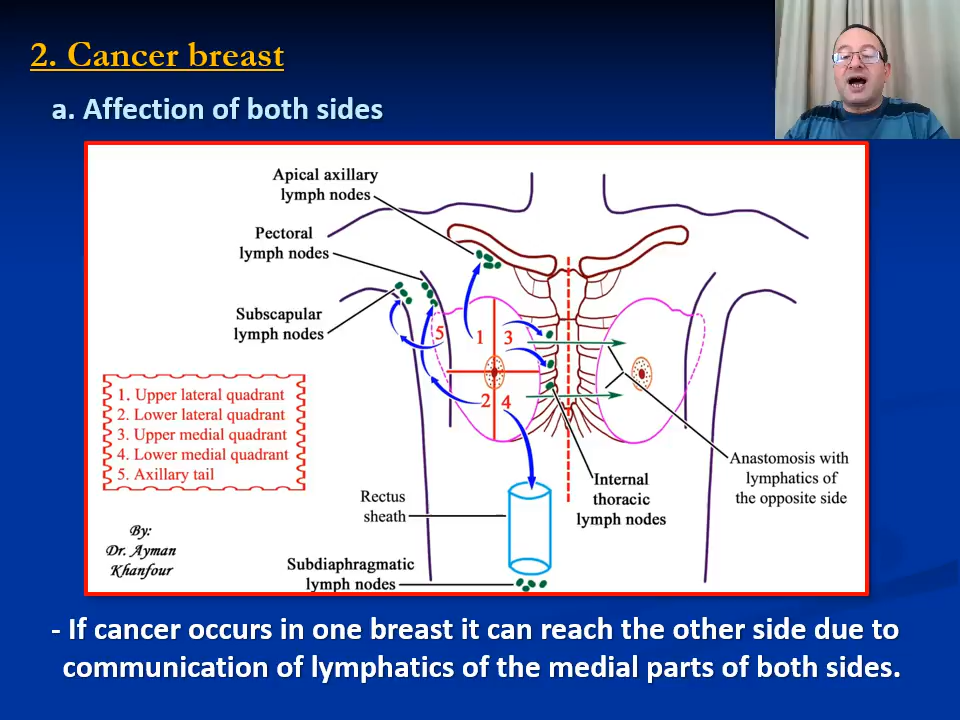 2. Cancer breast
a. Affection of both sides
Apical axillary
lymph nodes
Pectoral
lymph nodes
Subscapular
lymph nodes
5
1
3
2
4
1. Upper lateral quadrant
2. Lower lateral quadrant
3. Upper medial quadrant
4. Lower medial quadrant
5. Axillary tail
Anastomosis with
lymphatics of
the opposite side
Internal
thoracic
lymph nodes
Rectus
sheath
By:
Dr. Ayman
Khanfour
Subdiaphragmatic
lymph nodes
- If cancer occurs in one breast it can reach the other side due to
communication of lymphatics of the medial parts of both sides.